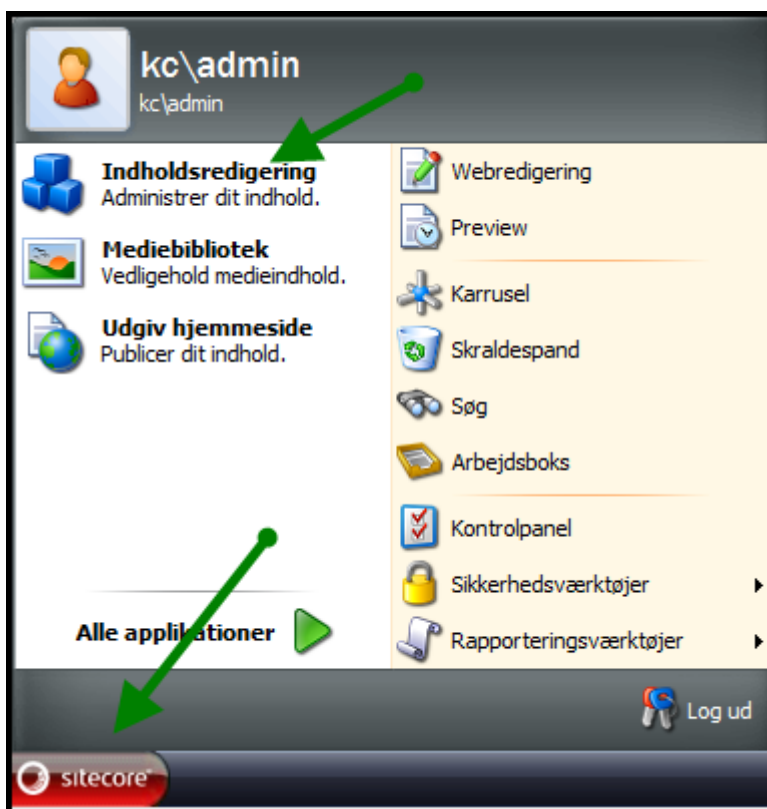 kc\admin
kc\admin
Indholdsredigering
Administrer dit indhold.
Mediebibliotek
Vedligehold medieindhold.
Udgiv hjemmeside
Publicer dit indhold.
Alle applikationer
Webredigering
Preview
Karrusel
Skraldespand
Søg
Arbejdsboks
Kontrolpanel
Sikkerhedsværktøjer
Rapporteringsværktøjer
Log ud
sitecore